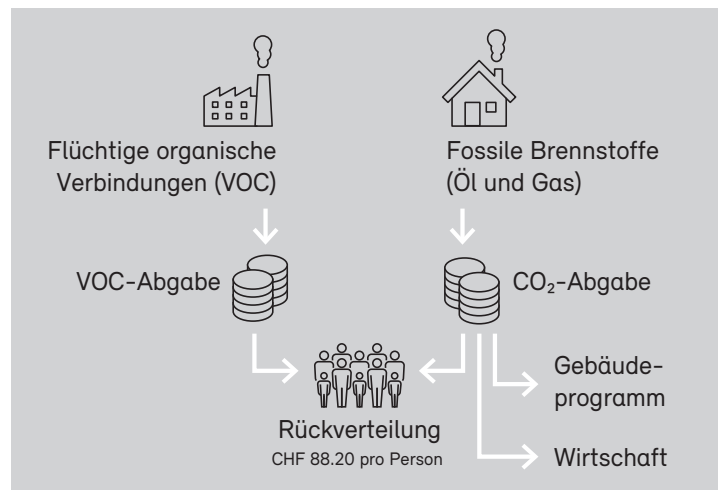 Flüchtige organische
Verbindungen (VOC)
Fossile Brennstoffe
(Öl und Gas)
VOC-Abgabe
CO₂-Abgabe
Rückverteilung
CHF 88.20 pro Person
Gebäude-
programm
Wirtschaft